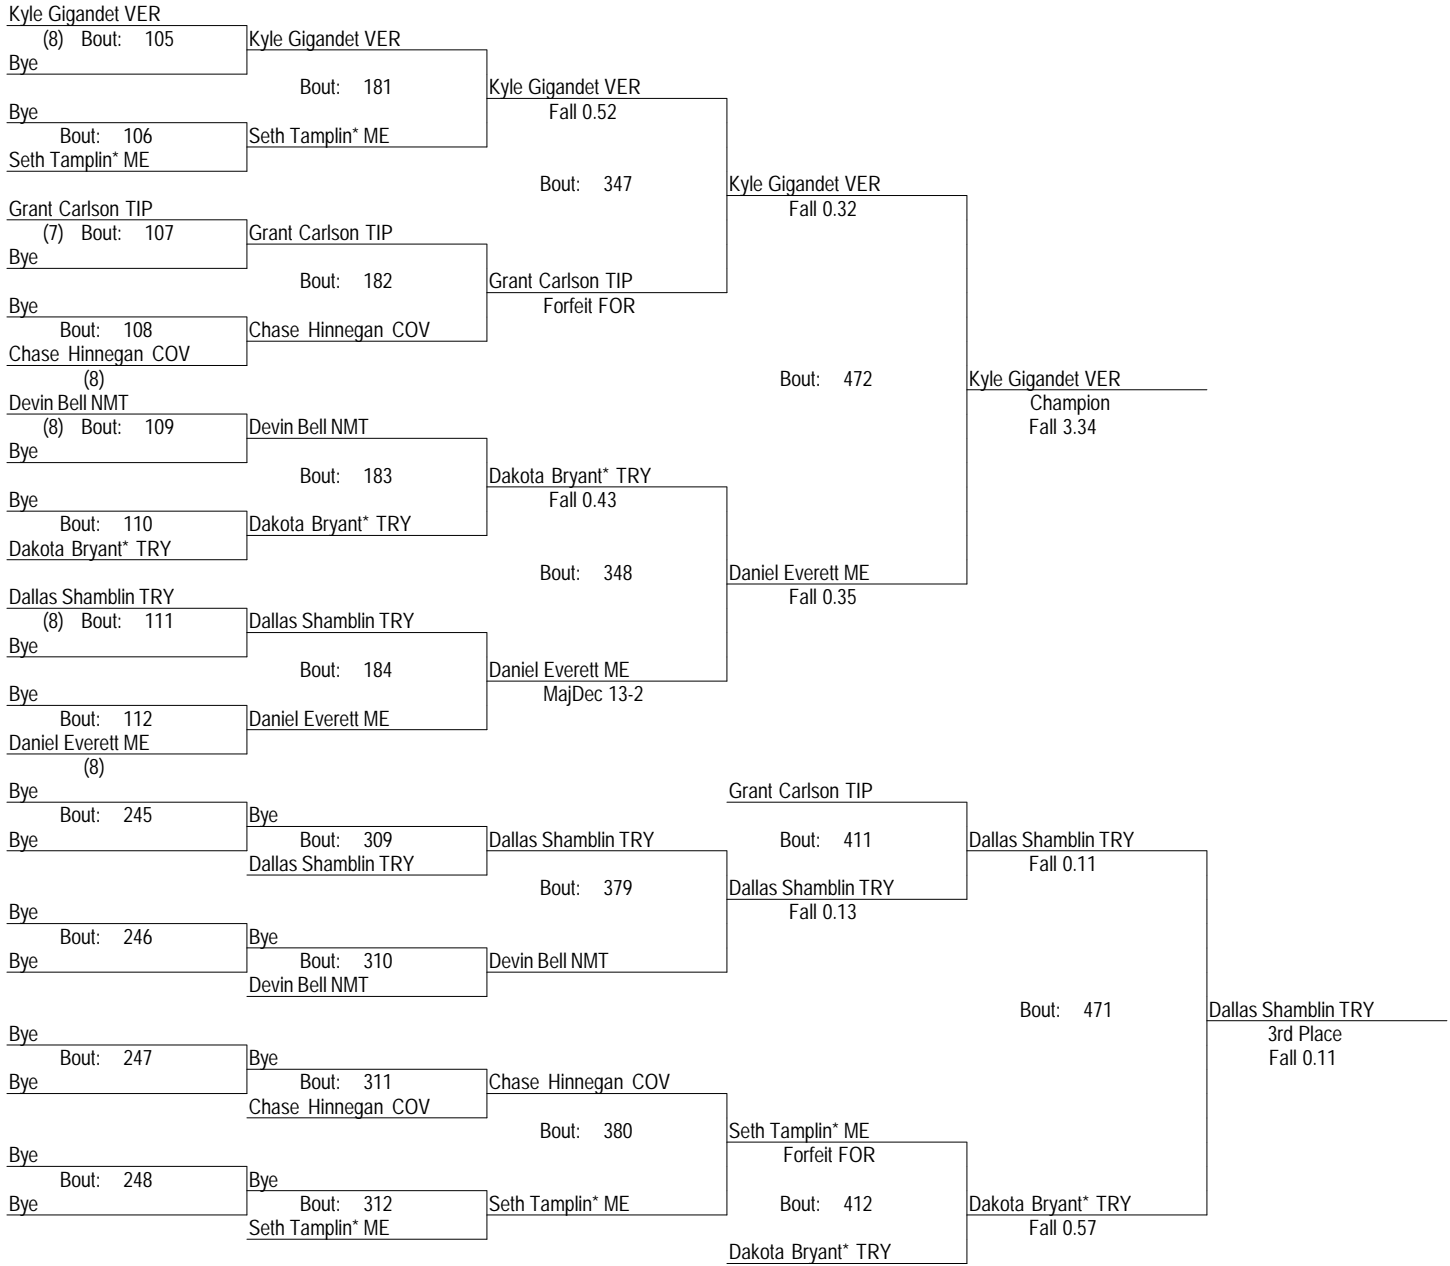 Kyle Gigandet VER
(8) Bout: 105 Kyle Gigandet VER
Bye
Bout: 181 Kyle Gigandet VER
Bye Fall 0.52
Bout: 106 Seth Tamplin* ME
Seth Tamplin* ME
Bout: 347 Kyle Gigandet VER
Grant Carlson TIP Fall 0.32
(7) Bout: 107 Grant Carlson TIP
Bye
Bout: 182 Grant Carlson TIP
Bye Forfeit FOR
Bout: 108 Chase Hinnegan COV
Chase Hinnegan COV
(8) Bout: 472 Kyle Gigandet VER
Devin Bell NMT Champion
(8) Bout: 109 Devin Bell NMT Fall 3.34
Bye
Bout: 183 Dakota Bryant* TRY
Bye Fall 0.43
Bout: 110 Dakota Bryant* TRY
Dakota Bryant* TRY
Bout: 348 Daniel Everett ME
Dallas Shamblin TRY Fall 0.35
(8) Bout: 111 Dallas Shamblin TRY
Bye
Bout: 184 Daniel Everett ME
Bye MajDec 13-2
Bout: 112 Daniel Everett ME
Daniel Everett ME
(8)
Bye Grant Carlson TIP
Bout: 245 Bye
Bye Bout: 309 Dallas Shamblin TRY Bout: 411 Dallas Shamblin TRY
Dallas Shamblin TRY Fall 0.11
Bout: 379 Dallas Shamblin TRY
Bye Fall 0.13
Bout: 246 Bye
Bye Bout: 310 Devin Bell NMT
Devin Bell NMT
Bout: 471 Dallas Shamblin TRY
Bye 3rd Place
Bout: 247 Bye Fall 0.11
Bye Bout: 311 Chase Hinnegan COV
Chase Hinnegan COV
Bout: 380 Seth Tamplin* ME
Bye Forfeit FOR
Bout: 248 Bye
Bye Bout: 312 Seth Tamplin* ME Bout: 412 Dakota Bryant* TRY
Seth Tamplin* ME Fall 0.57
Dakota Bryant* TRY